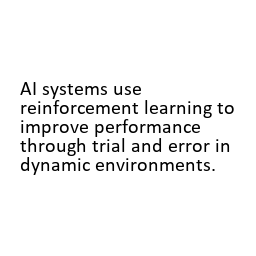 AI systems use
reinforcement learning to
improve performance
through trial and error in
dynamic environments.